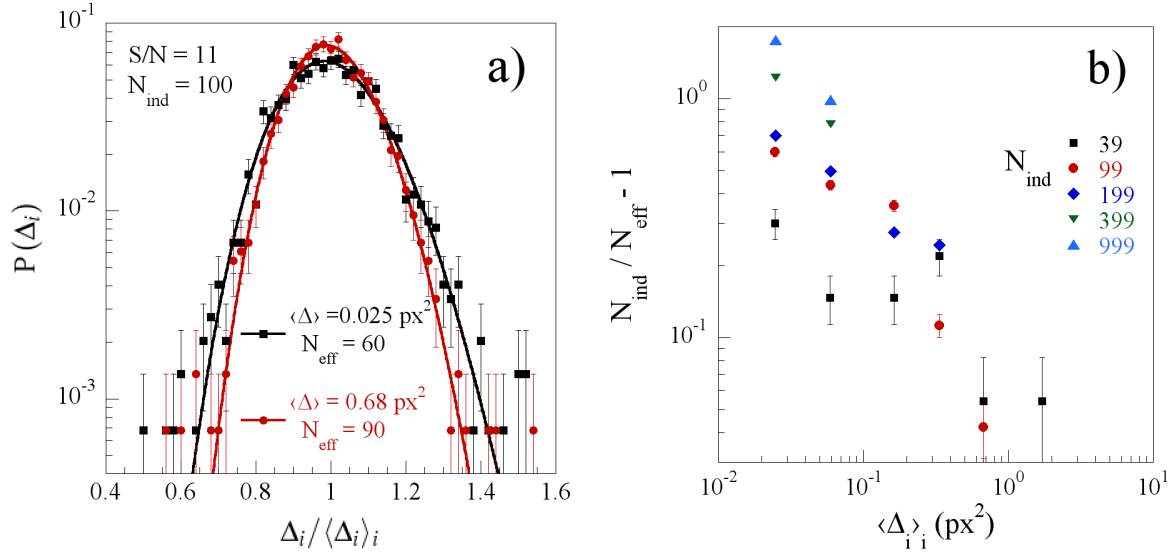 a)
S/N = 11
N_ind = 100
10^-1
10^-2
10^-3
P (Δ_i)
⟨Δ⟩ =0.025 px^2
N_eff = 60
⟨Δ⟩ = 0.68 px^2
N_eff = 90
0.4 0.6 0.8 1 1.2 1.4 1.6
Δ_i/⟨Δ_i⟩_i
b)
10^0
10^-1
N_ind / N_eff - 1
N_ind
39
99
199
399
999
10^-2 10^-1 10^0 10^1
⟨Δ_i⟩_i (px^2)